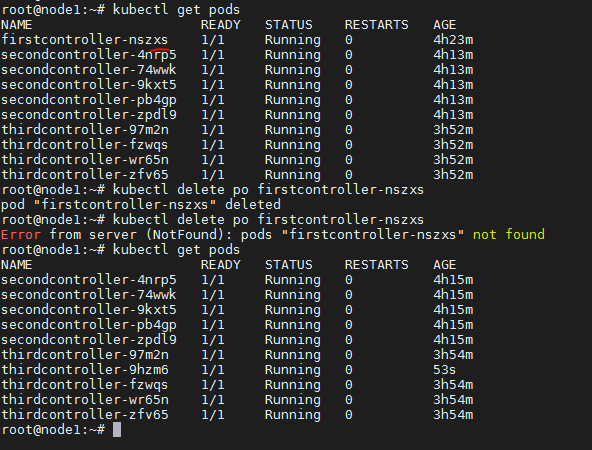 root@node1:~# kubectl get pods
NAME                     READY   STATUS    RESTARTS   AGE
firstcontroller-nszxs    1/1     Running   0          4h23m
secondcontroller-4nrp5   1/1     Running   0          4h13m
secondcontroller-74wwk   1/1     Running   0          4h13m
secondcontroller-9kxt5   1/1     Running   0          4h13m
secondcontroller-pb4gp   1/1     Running   0          4h13m
secondcontroller-zpdl9   1/1     Running   0          4h13m
thirdcontroller-97m2n    1/1     Running   0          3h52m
thirdcontroller-fzwqs    1/1     Running   0          3h52m
thirdcontroller-wr65n    1/1     Running   0          3h52m
thirdcontroller-zfv65    1/1     Running   0          3h52m
root@node1:~# kubectl delete po firstcontroller-nszxs
pod "firstcontroller-nszxs" deleted
root@node1:~# kubectl delete po firstcontroller-nszxs
Error from server (NotFound): pods "firstcontroller-nszxs" not found
root@node1:~# kubectl get pods
NAME                     READY   STATUS    RESTARTS   AGE
secondcontroller-4nrp5   1/1     Running   0          4h15m
secondcontroller-74wwk   1/1     Running   0          4h15m
secondcontroller-9kxt5   1/1     Running   0          4h15m
secondcontroller-pb4gp   1/1     Running   0          4h15m
secondcontroller-zpdl9   1/1     Running   0          4h15m
thirdcontroller-97m2n    1/1     Running   0          3h54m
thirdcontroller-9hzm6    1/1     Running   0          53s
thirdcontroller-fzwqs    1/1     Running   0          3h54m
thirdcontroller-wr65n    1/1     Running   0          3h54m
thirdcontroller-zfv65    1/1     Running   0          3h54m
root@node1:~#